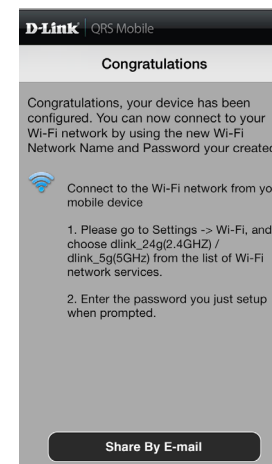 D-Link QRS Mobile
Congratulations
Congratulations, your device has been
configured. You can now connect to your
Wi-Fi network by using the new Wi-Fi
Network Name and Password your created
Connect to the Wi-Fi network from yo
mobile device
1. Please go to Settings -> Wi-Fi, and
choose dlink_24g(2.4GHZ) /
dlink_5g(5GHz) from the list of Wi-Fi
network services.
2. Enter the password you just setup
when prompted.
Share By E-mail